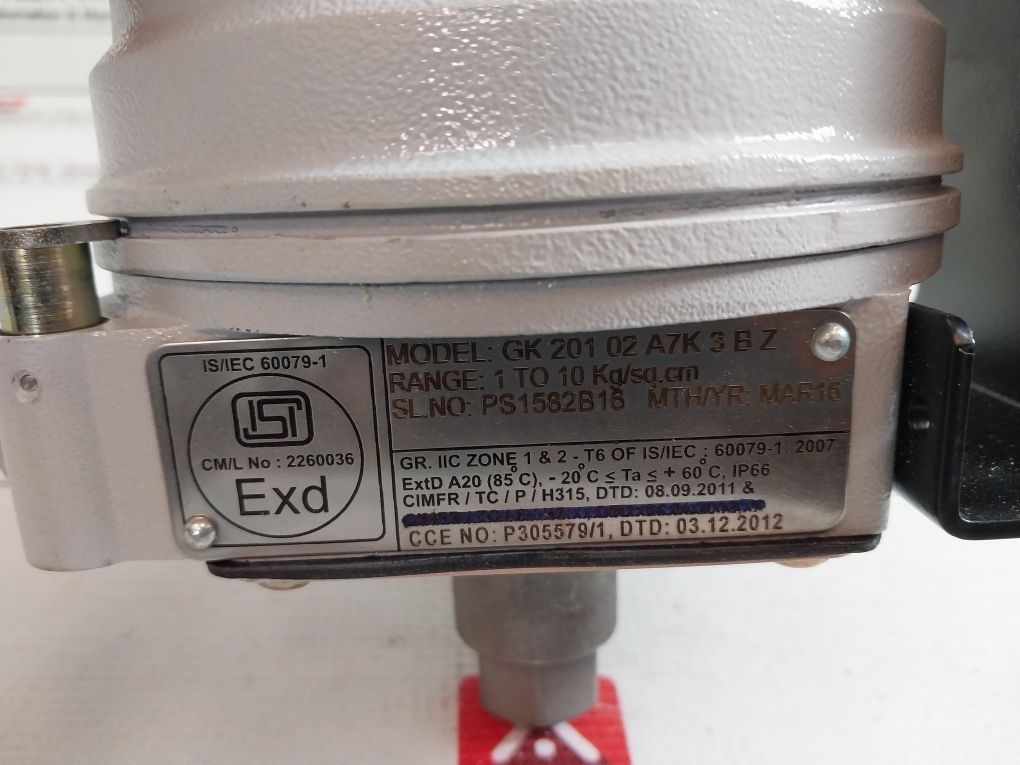 IS/IEC 60079-1
ISI
CM/L No : 2260036
Exd
MODEL: GK 201 02 A7K 3 B Z
RANGE: 1 TO 10 Kg/sq.cm
SL.NO: PS1582B16 MTH/YR: MAR16
GR. IIC ZONE 1 & 2 - T6 OF IS/IEC : 60079-1: 2007
ExtD A20 (85°C), - 20°C ≤ Ta ≤ + 60°C, IP66
CIMFR / TC / P / H315, DTD: 08.09.2011 &
CCE NO: P305579/1, DTD: 03.12.2012